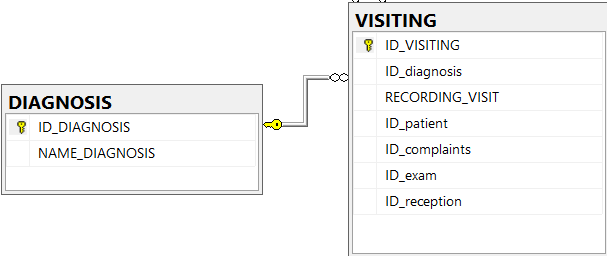 DIAGNOSIS
ID_DIAGNOSIS
NAME_DIAGNOSIS
VISITING
ID_VISITING
ID_diagnosis
RECORDING_VISIT
ID_patient
ID_complaints
ID_exam
ID_reception